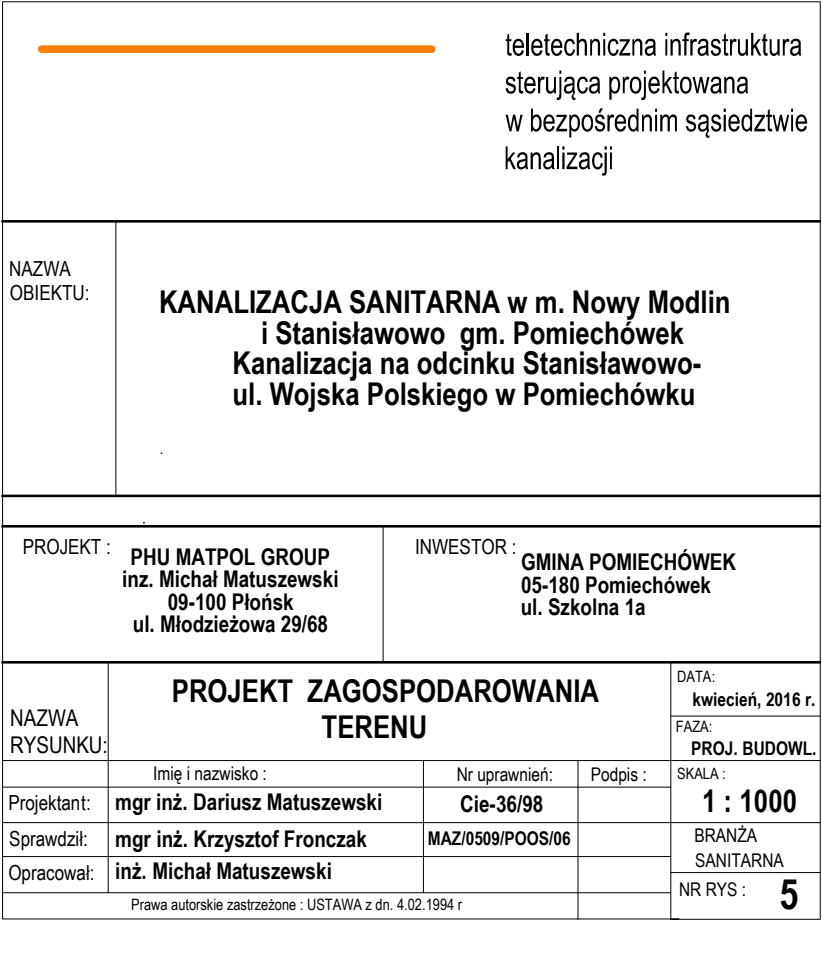 teletechniczna infrastruktura
sterująca projektowana
w bezpośrednim sąsiedztwie
kanalizacji
NAZWA
OBIEKTU:
KANALIZACJA SANITARNA w m. Nowy Modlin
i Stanisławowo gm. Pomiechówek
Kanalizacja na odcinku Stanisławowo-
ul. Wojska Polskiego w Pomiechówku
PROJEKT :
PHU MATPOL GROUP
inz. Michał Matuszewski
09-100 Płońsk
ul. Młodzieżowa 29/68
INWESTOR :
GMINA POMIECHÓWEK
05-180 Pomiechówek
ul. Szkolna 1a
NAZWA
RYSUNKU:
PROJEKT ZAGOSPODAROWANIA
TERENU
DATA:
kwiecień, 2016 r.
FAZA:
PROJ. BUDOWL.
Imię i nazwisko : Nr uprawnień: Podpis :
Projektant: mgr inż. Dariusz Matuszewski Cie-36/98
Sprawdził: mgr inż. Krzysztof Fronczak MAZ/0509/POOS/06
Opracował: inż. Michał Matuszewski
Prawa autorskie zastrzeżone : USTAWA z dn. 4.02.1994 r
SKALA :
1 : 1000
BRANŻA
SANITARNA
NR RYS : 5